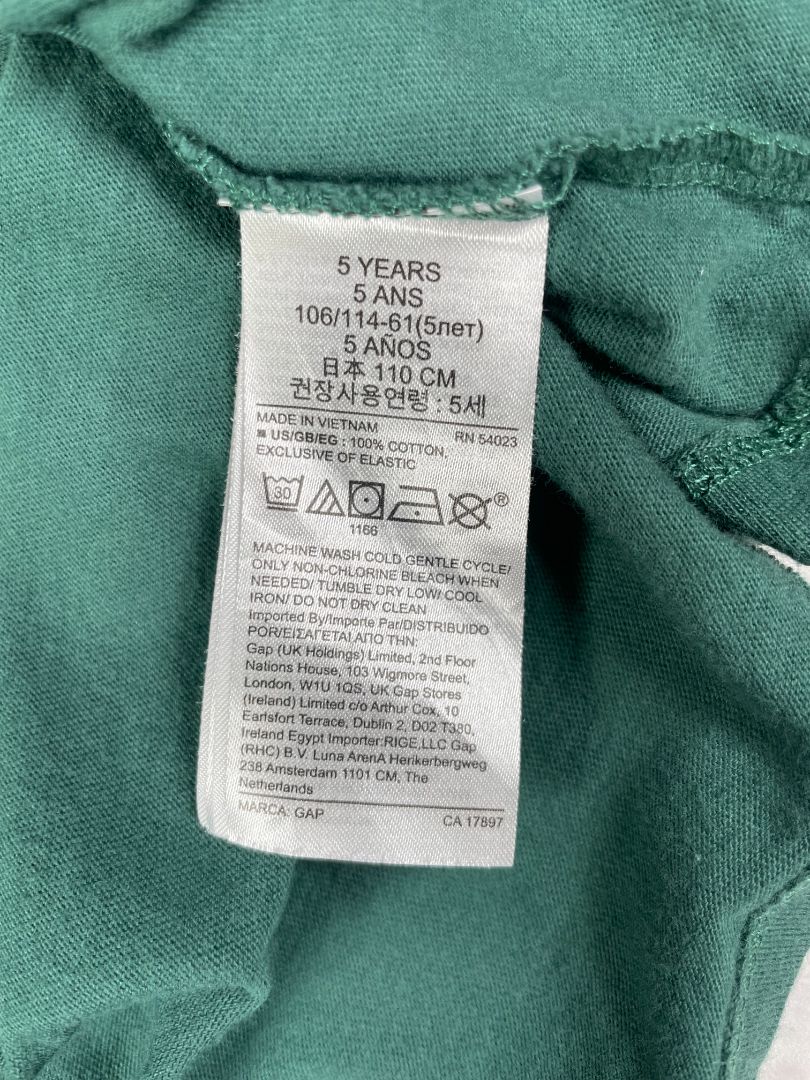 5 YEARS
5 ANS
106/114-61(5лет)
5 AÑOS
日本 110 CM
권장사용연령 : 5세
MADE IN VIETNAM RN 54023
■ US/GB/EG : 100% COTTON,
EXCLUSIVE OF ELASTIC
30 ®
1166
MACHINE WASH COLD GENTLE CYCLE/
ONLY NON-CHLORINE BLEACH WHEN
NEEDED/ TUMBLE DRY LOW/ COOL
IRON/ DO NOT DRY CLEAN
Imported By/Importe Par/DISTRIBUIDO
POR/ΕΙΣΑΓΕΤΑΙ ΑΠΟ ΤΗΝ:
Gap (UK Holdings) Limited, 2nd Floor
Nations House, 103 Wigmore Street,
London, W1U 1QS, UK Gap Stores
(Ireland) Limited c/o Arthur Cox, 10
Earlsfort Terrace, Dublin 2, D02 T380,
Ireland Egypt Importer:RIGE,LLC Gap
(RHC) B.V. Luna ArenA Herikerbergweg
238 Amsterdam 1101 CM, The
Netherlands
MARCA: GAP CA 17897